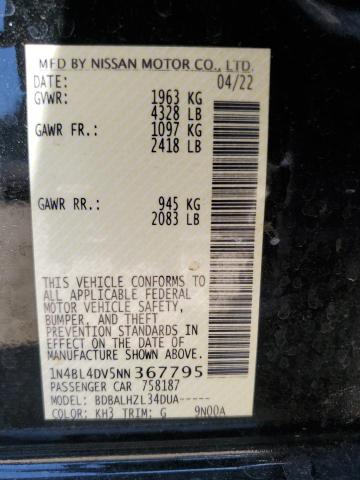 MFD BY NISSAN MOTOR CO., LTD.
DATE: 04/22
GVWR: 1963 KG
4328 LB
GAWR FR.: 1097 KG
2418 LB
GAWR RR.: 945 KG
2083 LB
THIS VEHICLE CONFORMS TO
ALL APPLICABLE FEDERAL
MOTOR VEHICLE SAFETY,
BUMPER, AND THEFT
PREVENTION STANDARDS IN
EFFECT ON THE DATE OF
MANUFACTURE SHOWN ABOVE.
1N4BL4DV5NN367795
PASSENGER CAR 758187
MODEL: BDBALHZL34DUA-----
COLOR: KH3 TRIM: G 9N00A